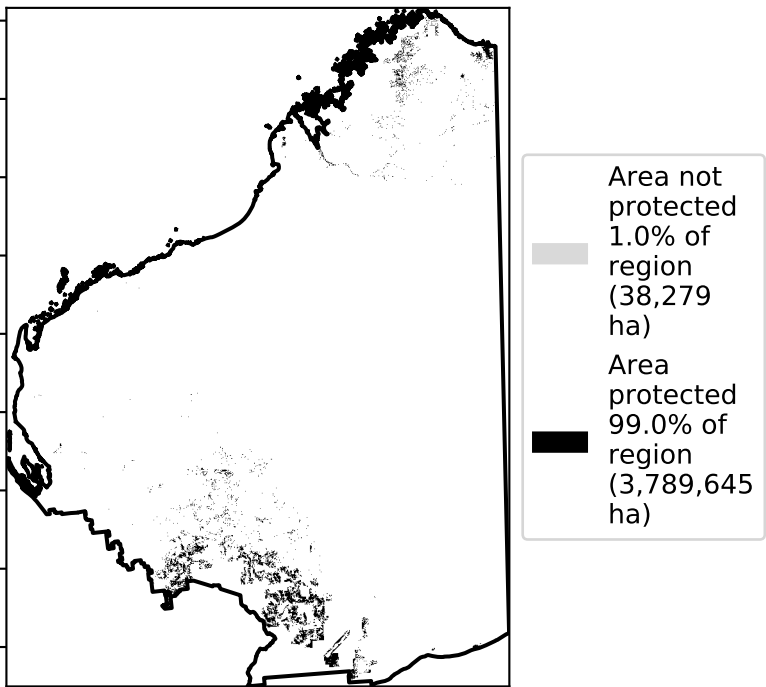 Area not
protected
1.0% of
region
(38,279
ha)
Area
protected
99.0% of
region
(3,789,645
ha)